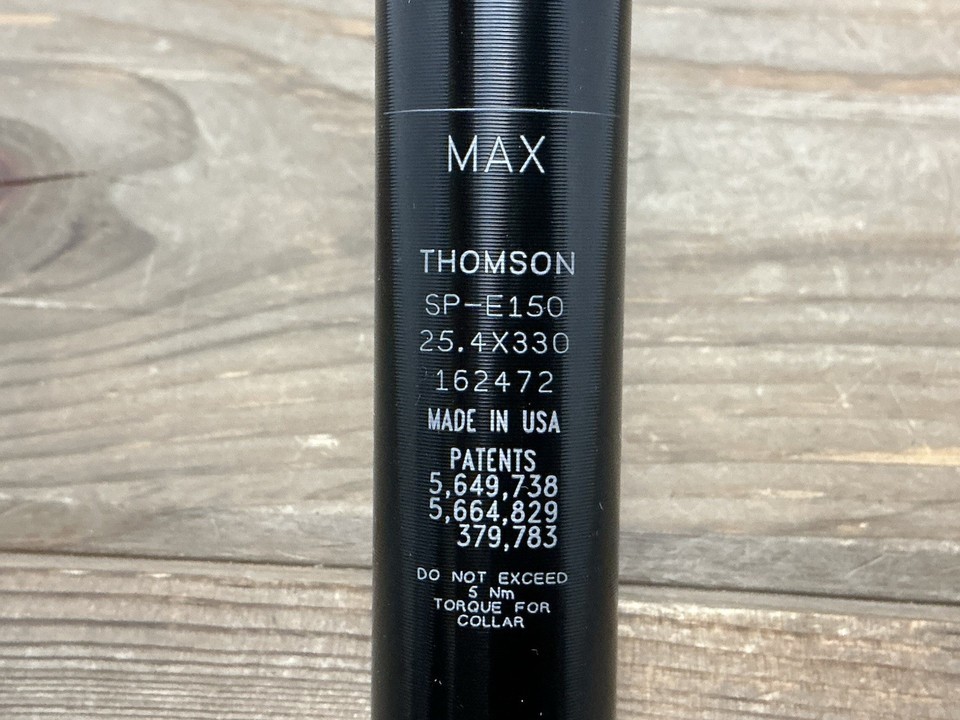 MAX
THOMSON
SP-E150
25.4X330
162472
MADE IN USA
PATENTS
5,649,738
5,664,829
379,783
DO NOT EXCEED
5 Nm
TORQUE FOR
COLLAR